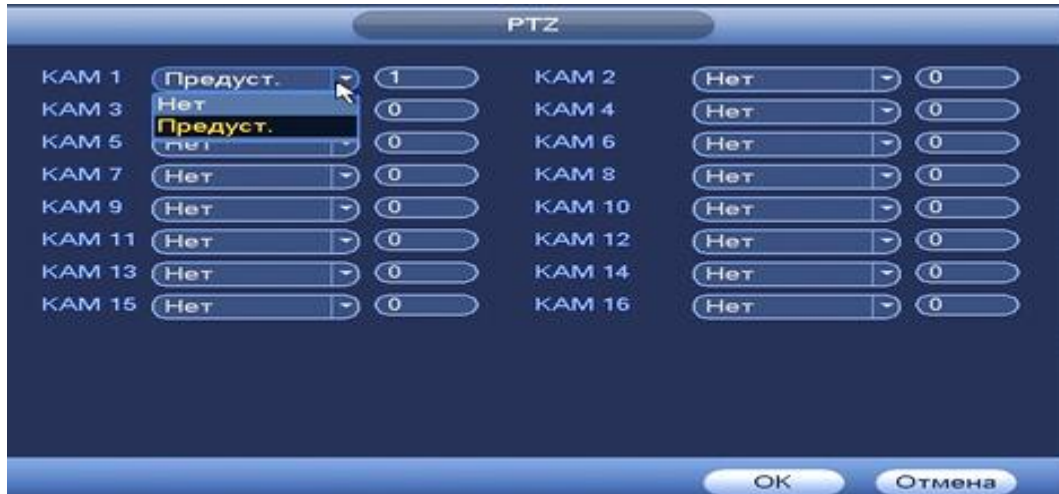 PTZ
КАМ 1 Предуст. 1 КАМ 2 Нет 0
Нет
КАМ 3 0 КАМ 4 Нет 0
Предуст.
КАМ 5 Нет 0 КАМ 6 Нет 0
КАМ 7 Нет 0 КАМ 8 Нет 0
КАМ 9 Нет 0 КАМ 10 Нет 0
КАМ 11 Нет 0 КАМ 12 Нет 0
КАМ 13 Нет 0 КАМ 14 Нет 0
КАМ 15 Нет 0 КАМ 16 Нет 0
OK Отмена